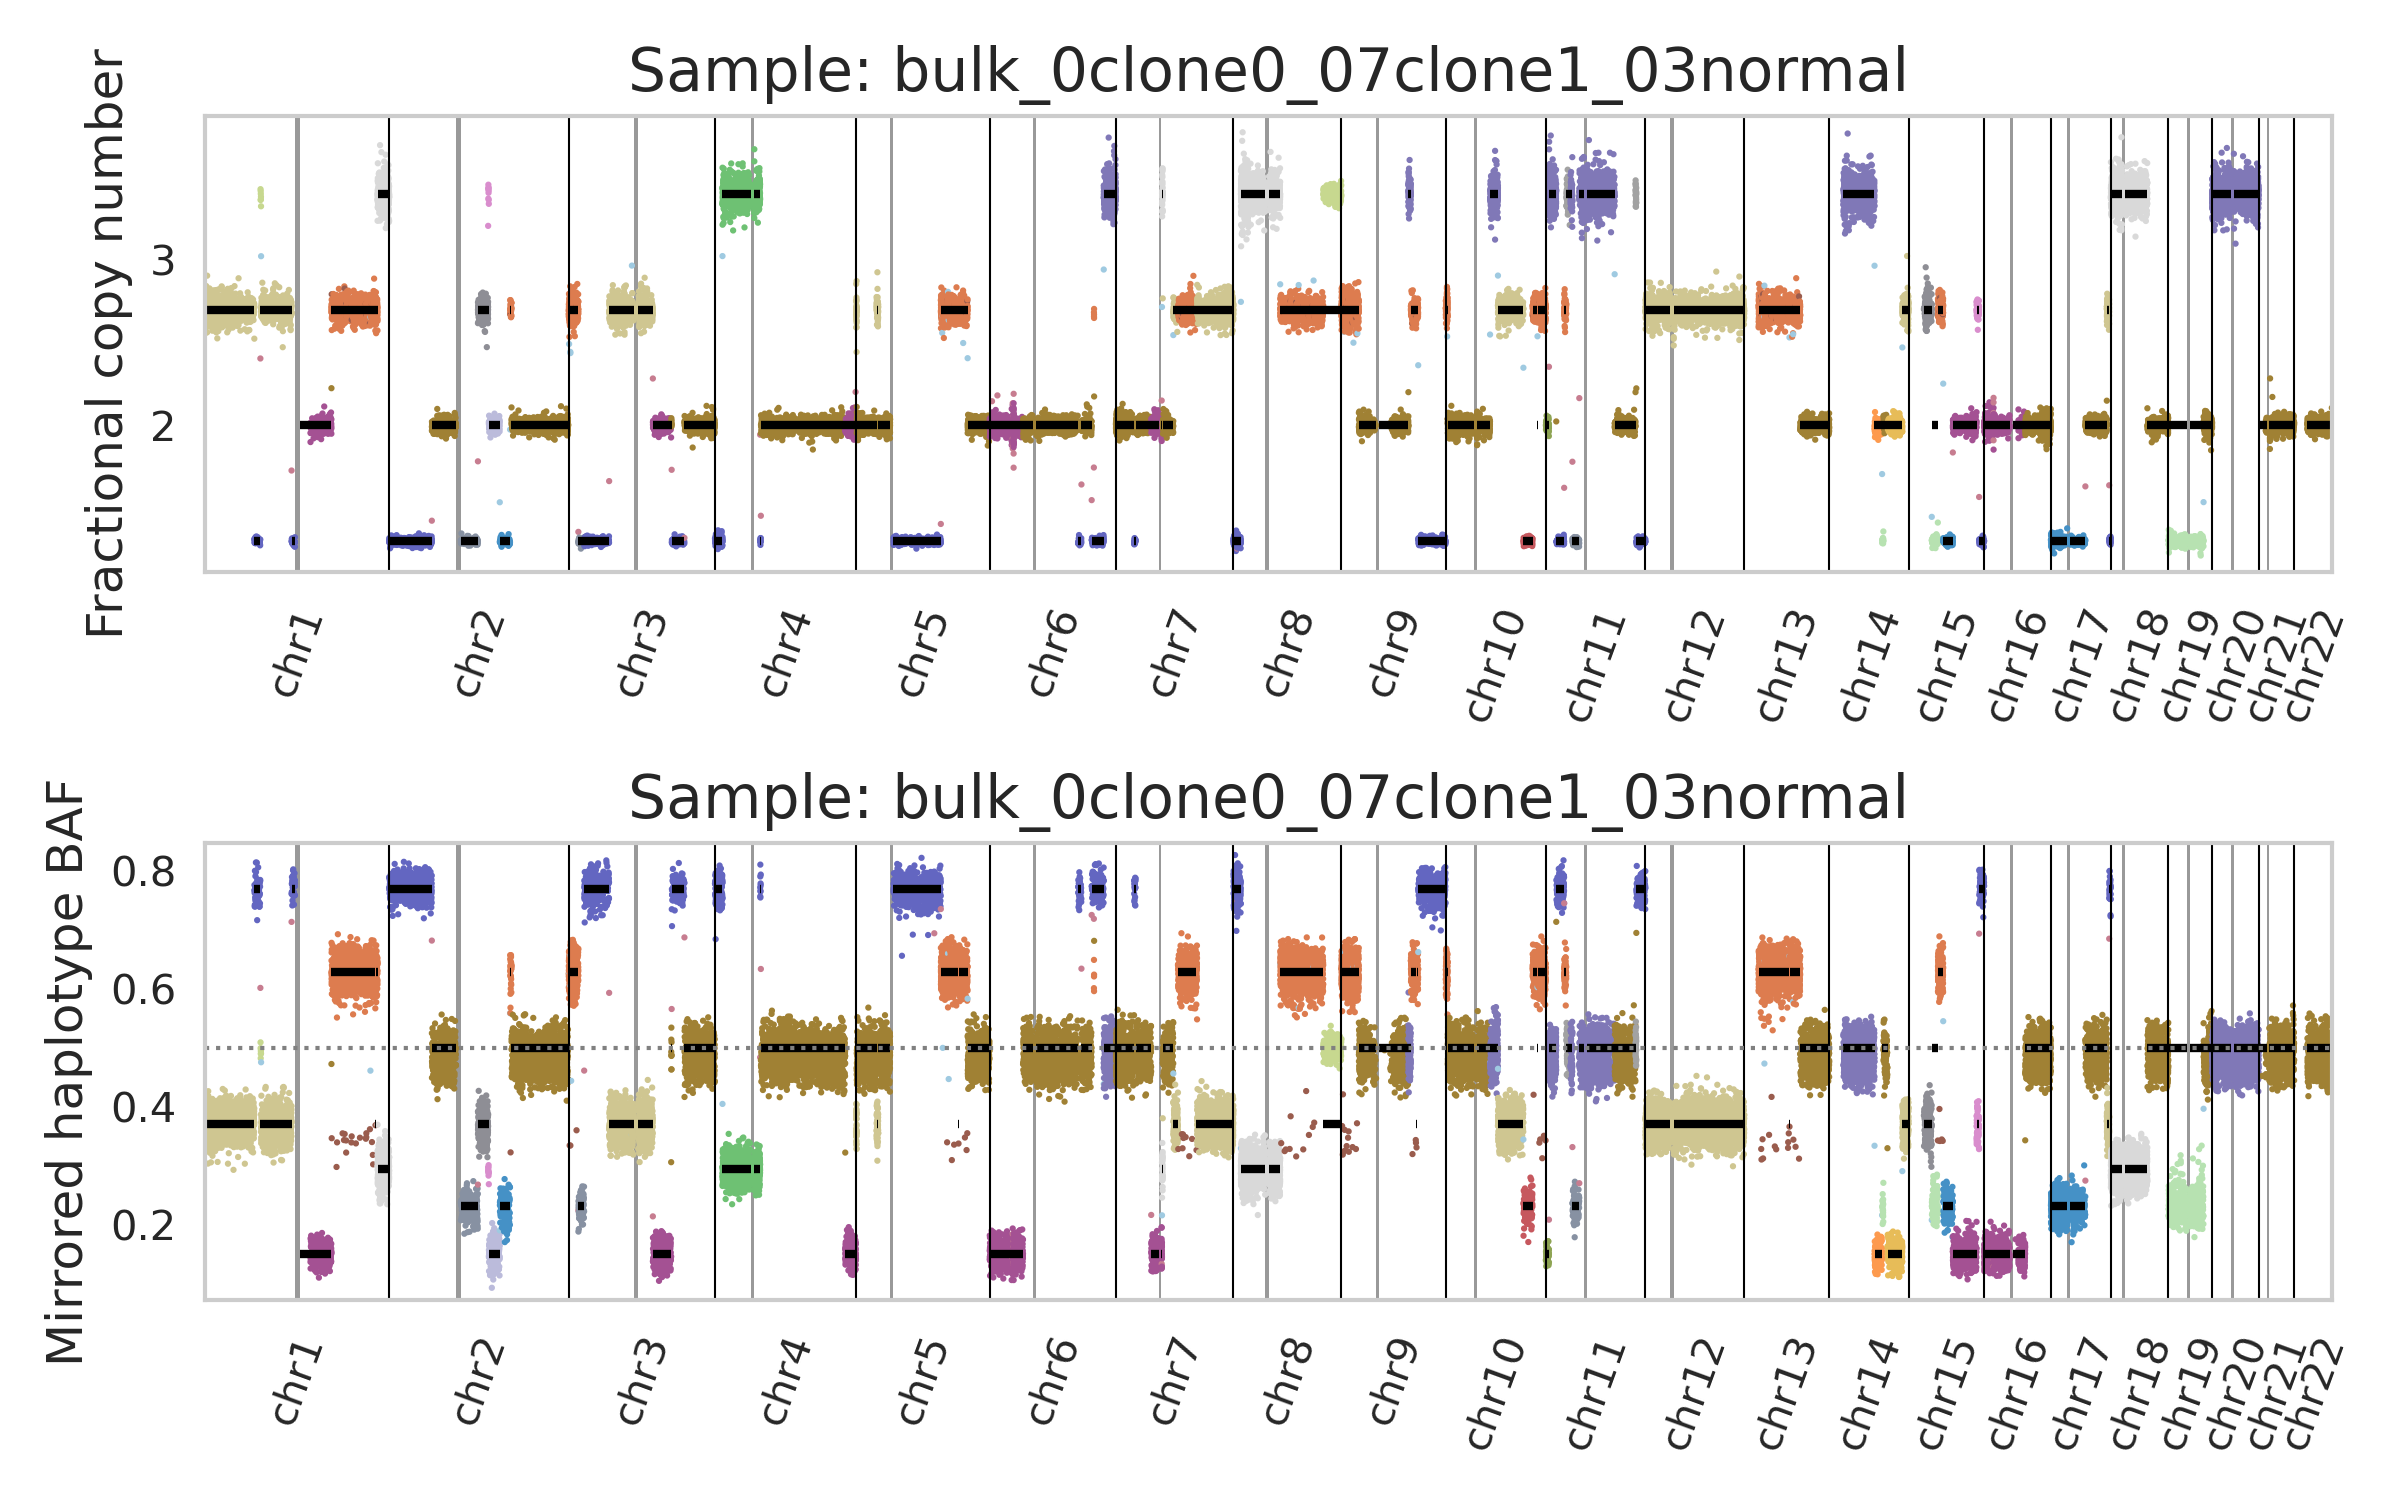 Sample: bulk_0clone0_07clone1_03normal
Fractional copy number
3
2
chr1 chr2 chr3 chr4 chr5 chr6 chr7 chr8 chr9 chr10 chr11 chr12 chr13 chr14 chr15 chr16 chr17 chr18 chr19 chr20 chr21 chr22
Sample: bulk_0clone0_07clone1_03normal
Mirrored haplotype BAF
0.8
0.6
0.4
0.2
chr1 chr2 chr3 chr4 chr5 chr6 chr7 chr8 chr9 chr10 chr11 chr12 chr13 chr14 chr15 chr16 chr17 chr18 chr19 chr20 chr21 chr22